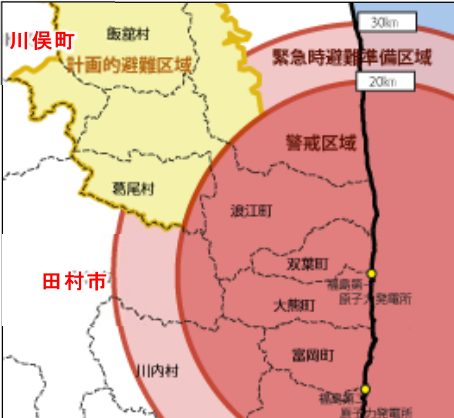 30km
飯舘村
川俣町
緊急時避難準備区域
計画的避難区域
20km
警戒区域
葛尾村
浪江町
双葉町
田村市
福島第一
原子力発電所
大熊町
富岡町
川内村
福島第二
原子力発電所